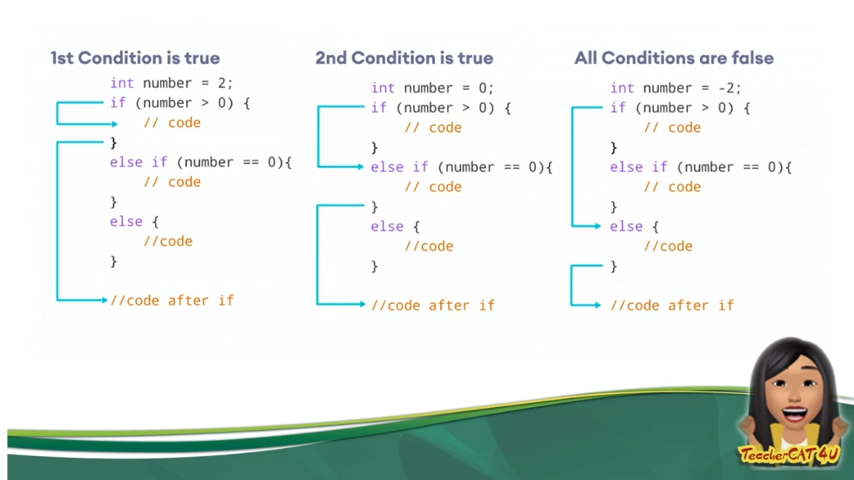 1st Condition is true
int number = 2;
if (number > 0) {
// code
}
else if (number == 0){
// code
}
else {
//code
}
//code after if
2nd Condition is true
int number = 0;
if (number > 0) {
// code
}
else if (number == 0){
// code
}
else {
//code
}
//code after if
All Conditions are false
int number = -2;
if (number > 0) {
// code
}
else if (number == 0){
// code
}
else {
//code
}
//code after if
TeacherCAT4U